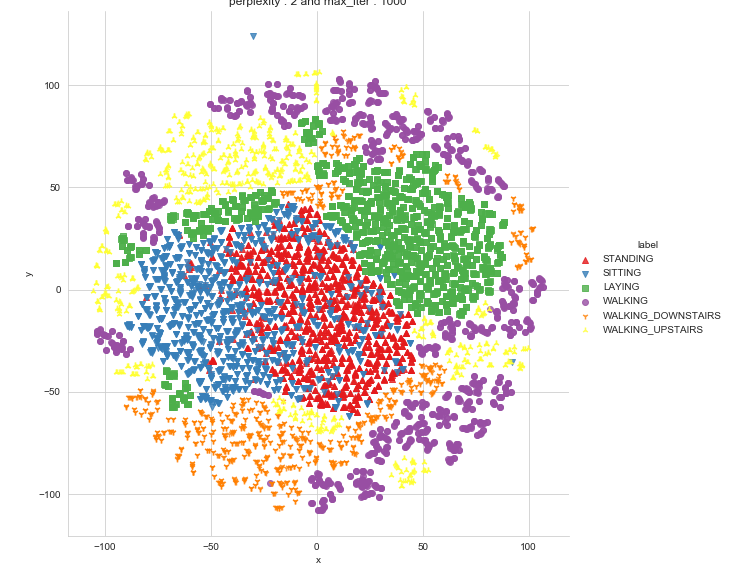 perplexity : 2 and max_iter : 1000
100
50
0
−50
−100
y
−100 −50 0 50 100
x
label
STANDING
SITTING
LAYING
WALKING
WALKING_DOWNSTAIRS
WALKING_UPSTAIRS